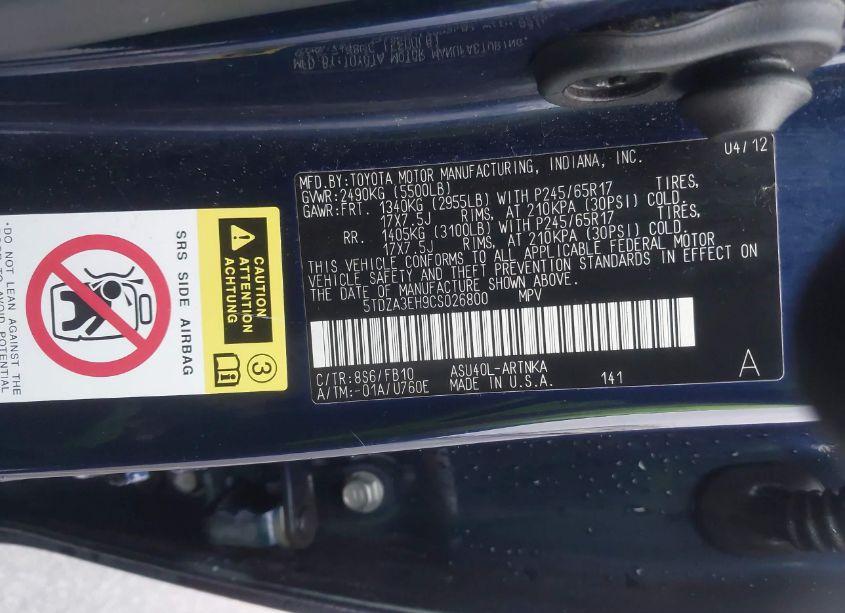 04/12
MFD.BY:TOYOTA MOTOR MANUFACTURING, INDIANA, INC.
GVWR:2490KG (5500LB)
GAWR:FRT. 1340KG (2955LB) WITH P245/65R17 TIRES,
17X7.5J RIMS, AT 210KPA (30PSI) COLD.
RR. 1405KG (3100LB) WITH P245/65R17 TIRES,
17X7.5J RIMS, AT 210KPA (30PSI) COLD.
THIS VEHICLE CONFORMS TO ALL APPLICABLE FEDERAL MOTOR
VEHICLE SAFETY AND THEFT PREVENTION STANDARDS IN EFFECT ON
THE DATE OF MANUFACTURE SHOWN ABOVE.
5TDZA3EH9CS026800 MPV
C/TR:8S6/FB10 ASU40L-ARTNKA
A/TM:-01A/U760E MADE IN U.S.A. 141
A
CAUTION
ATTENTION
ACHTUNG
3
SRS SIDE AIRBAG
•DO NOT LEAN AGAINST THE
TO AVOID POTENTIAL